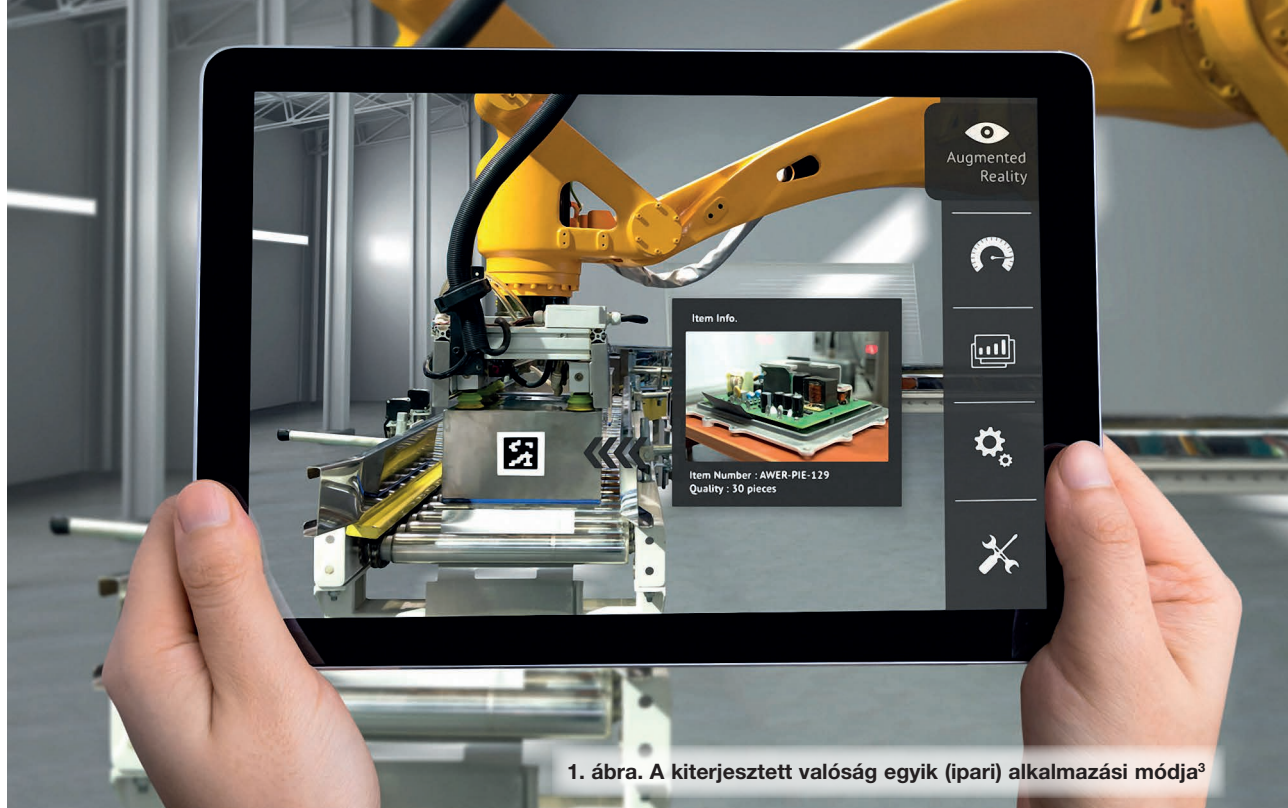 Augmented
Reality
Item Info.
Item Number : AWER-PIE-129
Quality : 30 pieces
1. ábra. A kiterjesztett valóság egyik (ipari) alkalmazási módja³